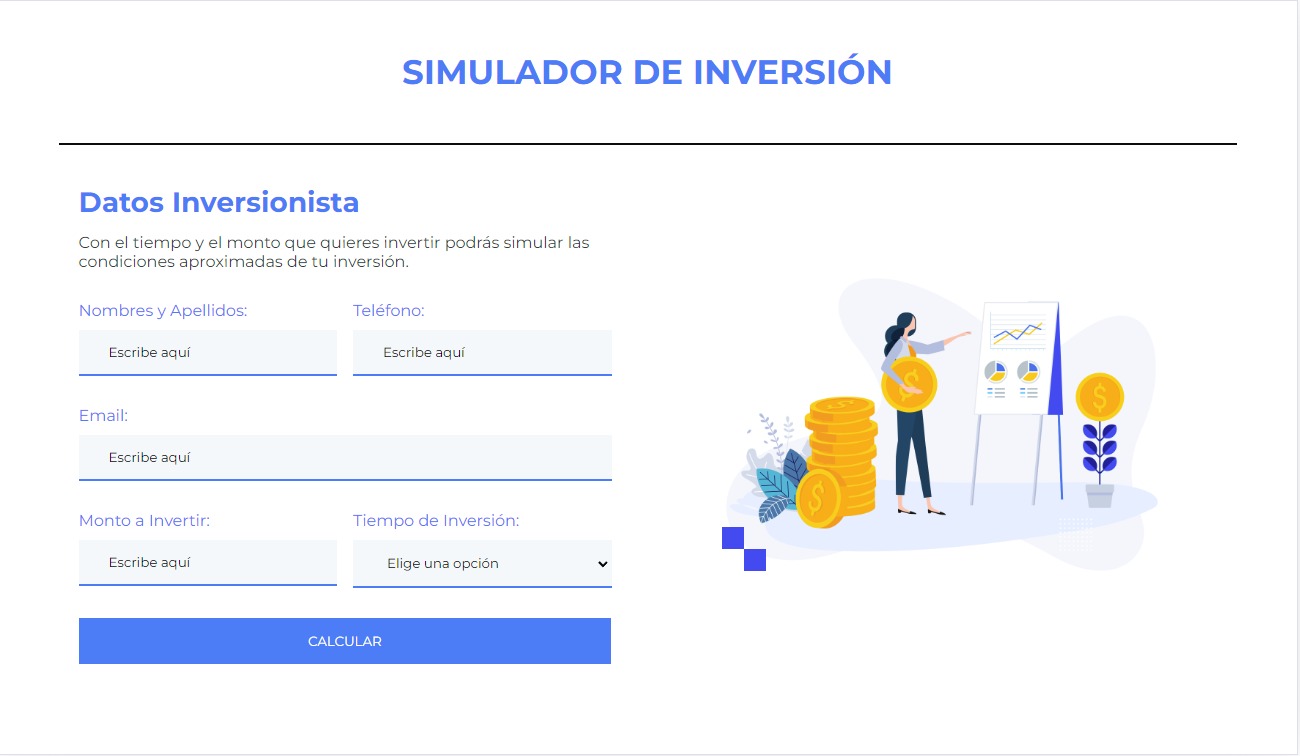 SIMULADOR DE INVERSIÓN
Datos Inversionista
Con el tiempo y el monto que quieres invertir podrás simular las
condiciones aproximadas de tu inversión.
Nombres y Apellidos:
Teléfono:
Escribe aquí
Escribe aquí
Email:
Escribe aquí
Monto a Invertir:
Tiempo de Inversión:
Escribe aquí
Elige una opción
CALCULAR